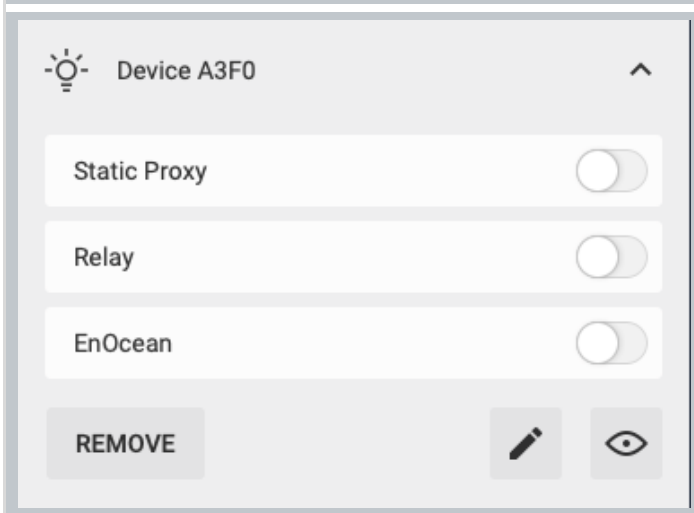 Device A3F0
Static Proxy
Relay
EnOcean
REMOVE